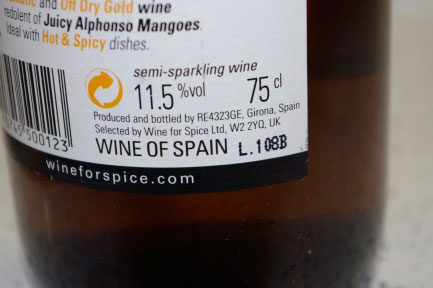 and Off Dry Gold wine
redolent of Juicy Alphonso Mangoes.
Ideal with Hot & Spicy dishes.
semi-sparkling wine
11.5%vol 75 cl
Produced and bottled by RE4323GE, Girona, Spain
Selected by Wine for Spice Ltd, W2 2YQ, UK
WINE OF SPAIN L.108B
500123
wineforspice.com